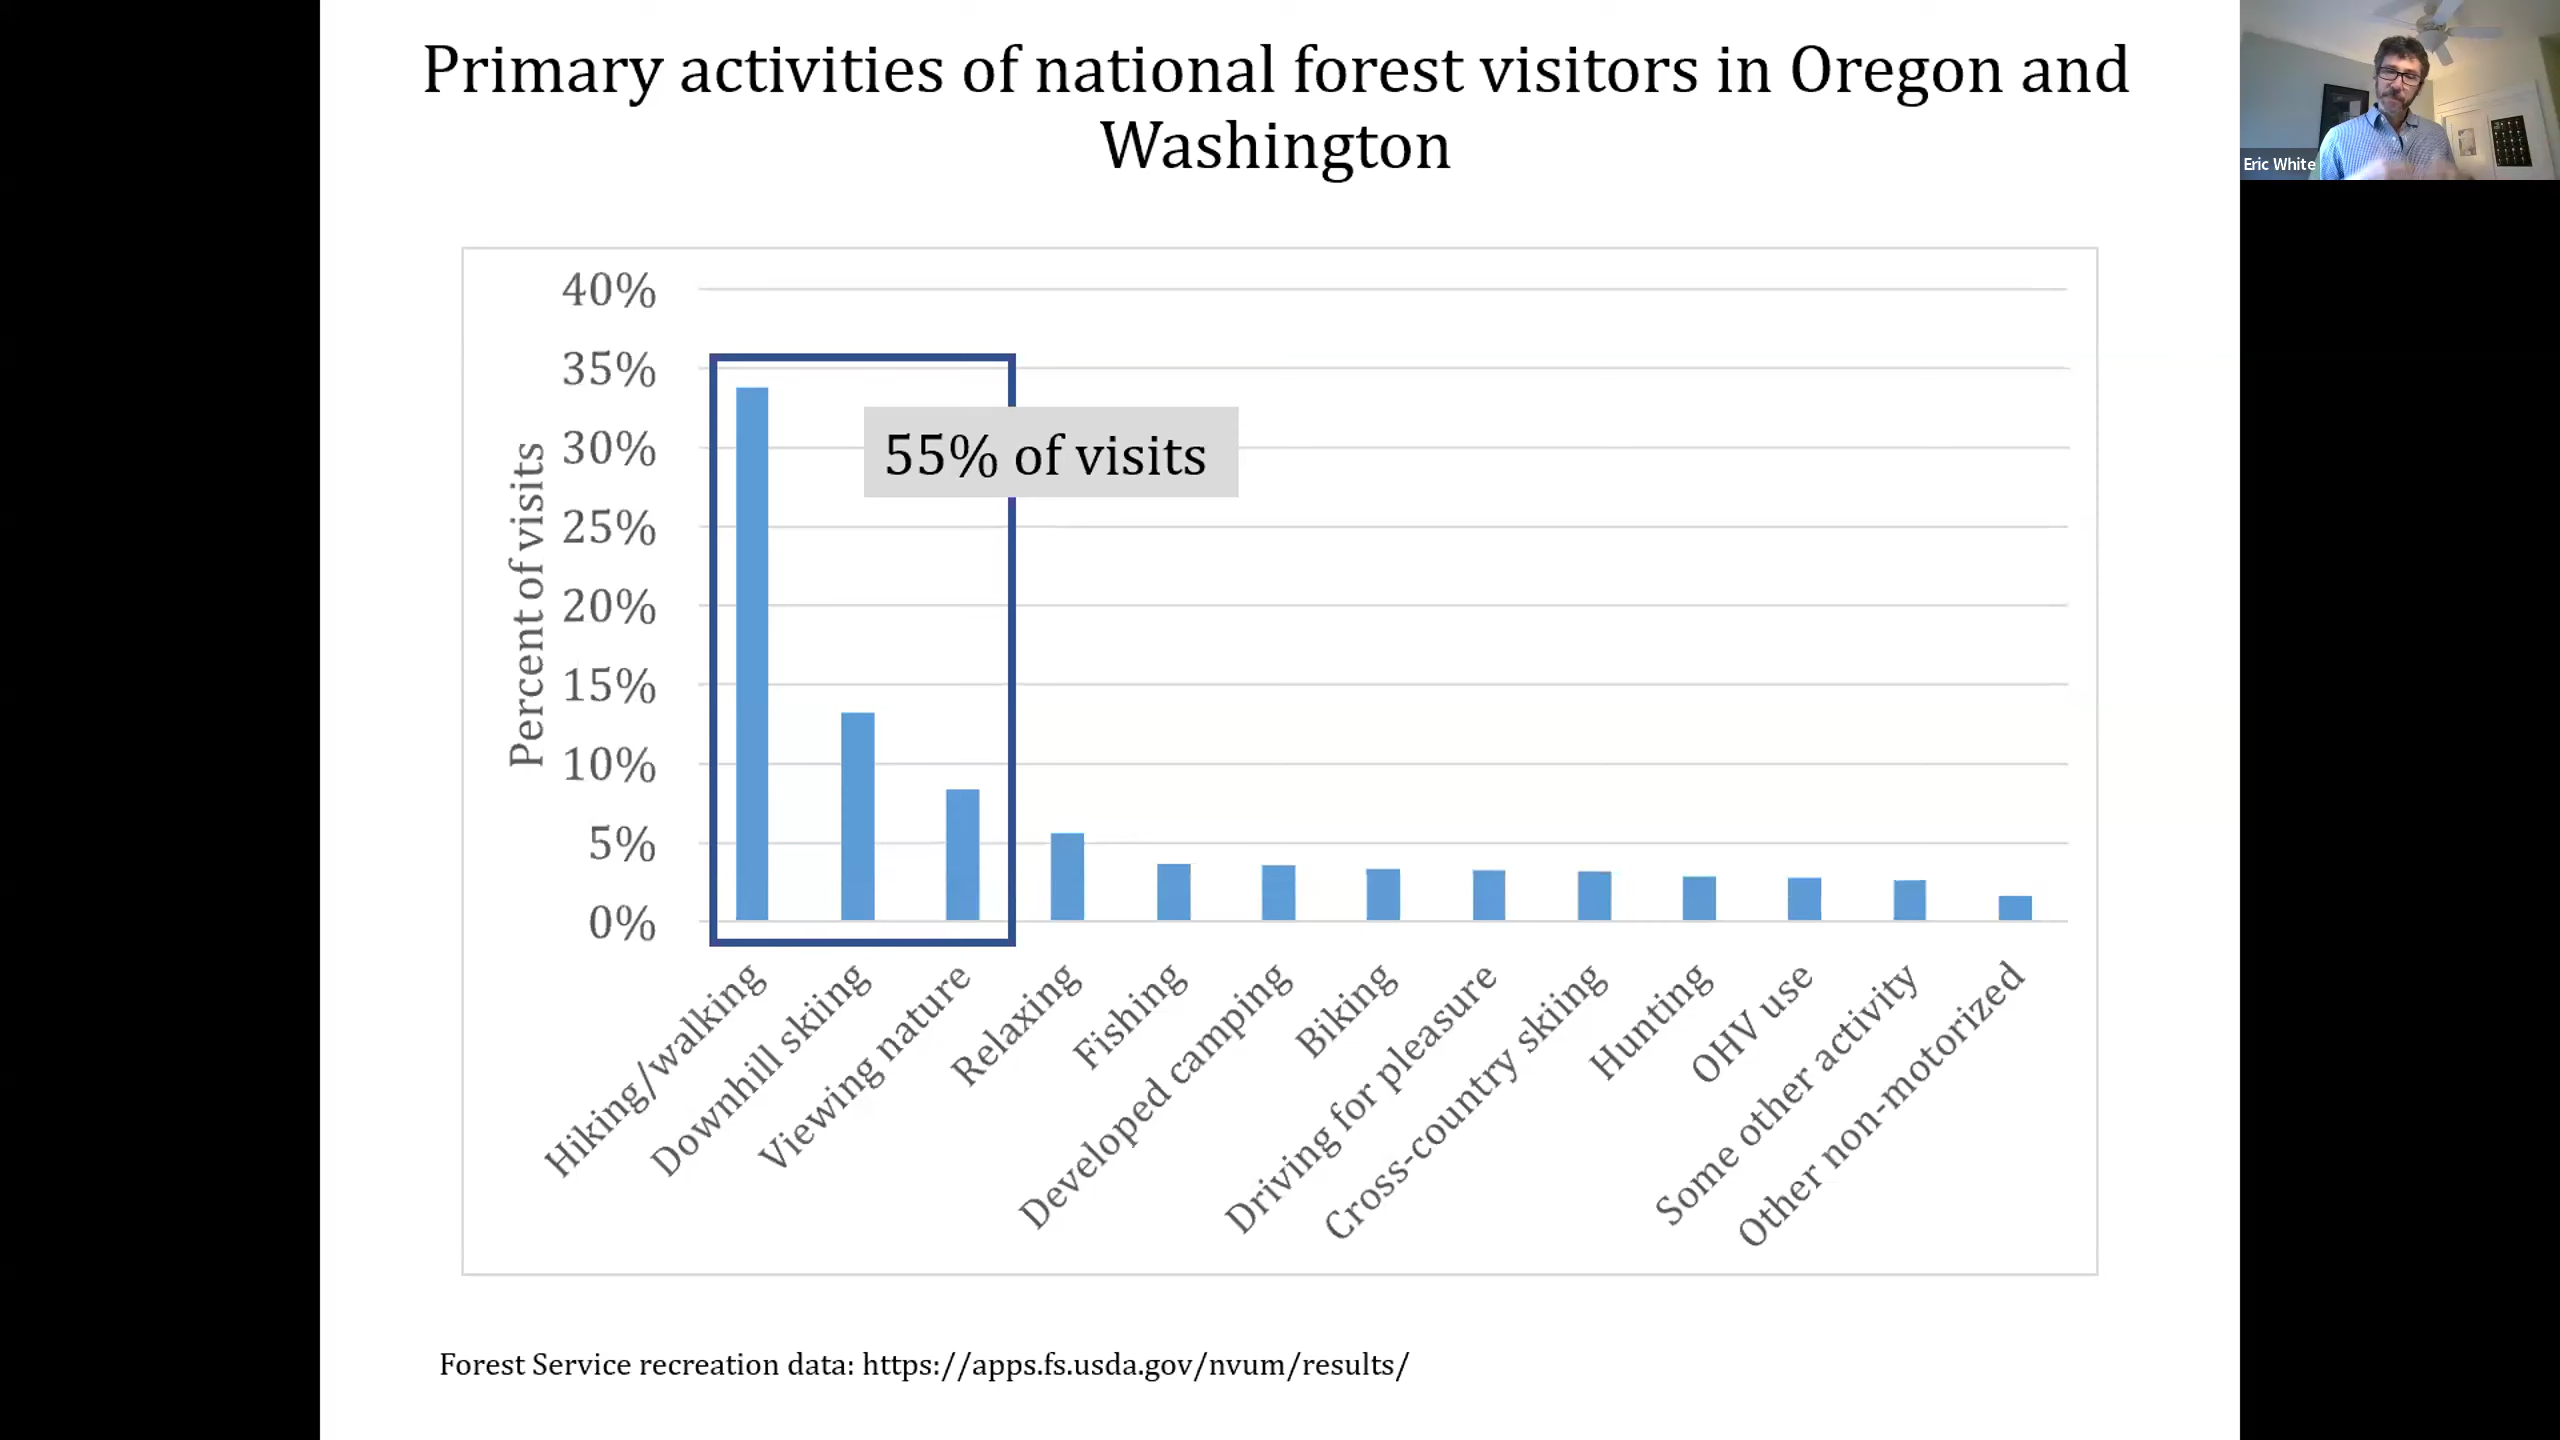 Primary activities of national forest visitors in Oregon and
Washington
Eric White
40%
35%
30%
25%
20%
15%
10%
5%
0%
Percent of visits
55% of visits
Hiking/walking
Downhill skiing
Viewing nature
Relaxing
Fishing
Developed camping
Biking
Driving for pleasure
Cross-country skiing
Hunting
OHV use
Some other activity
Other non-motorized
Forest Service recreation data: https://apps.fs.usda.gov/nvum/results/